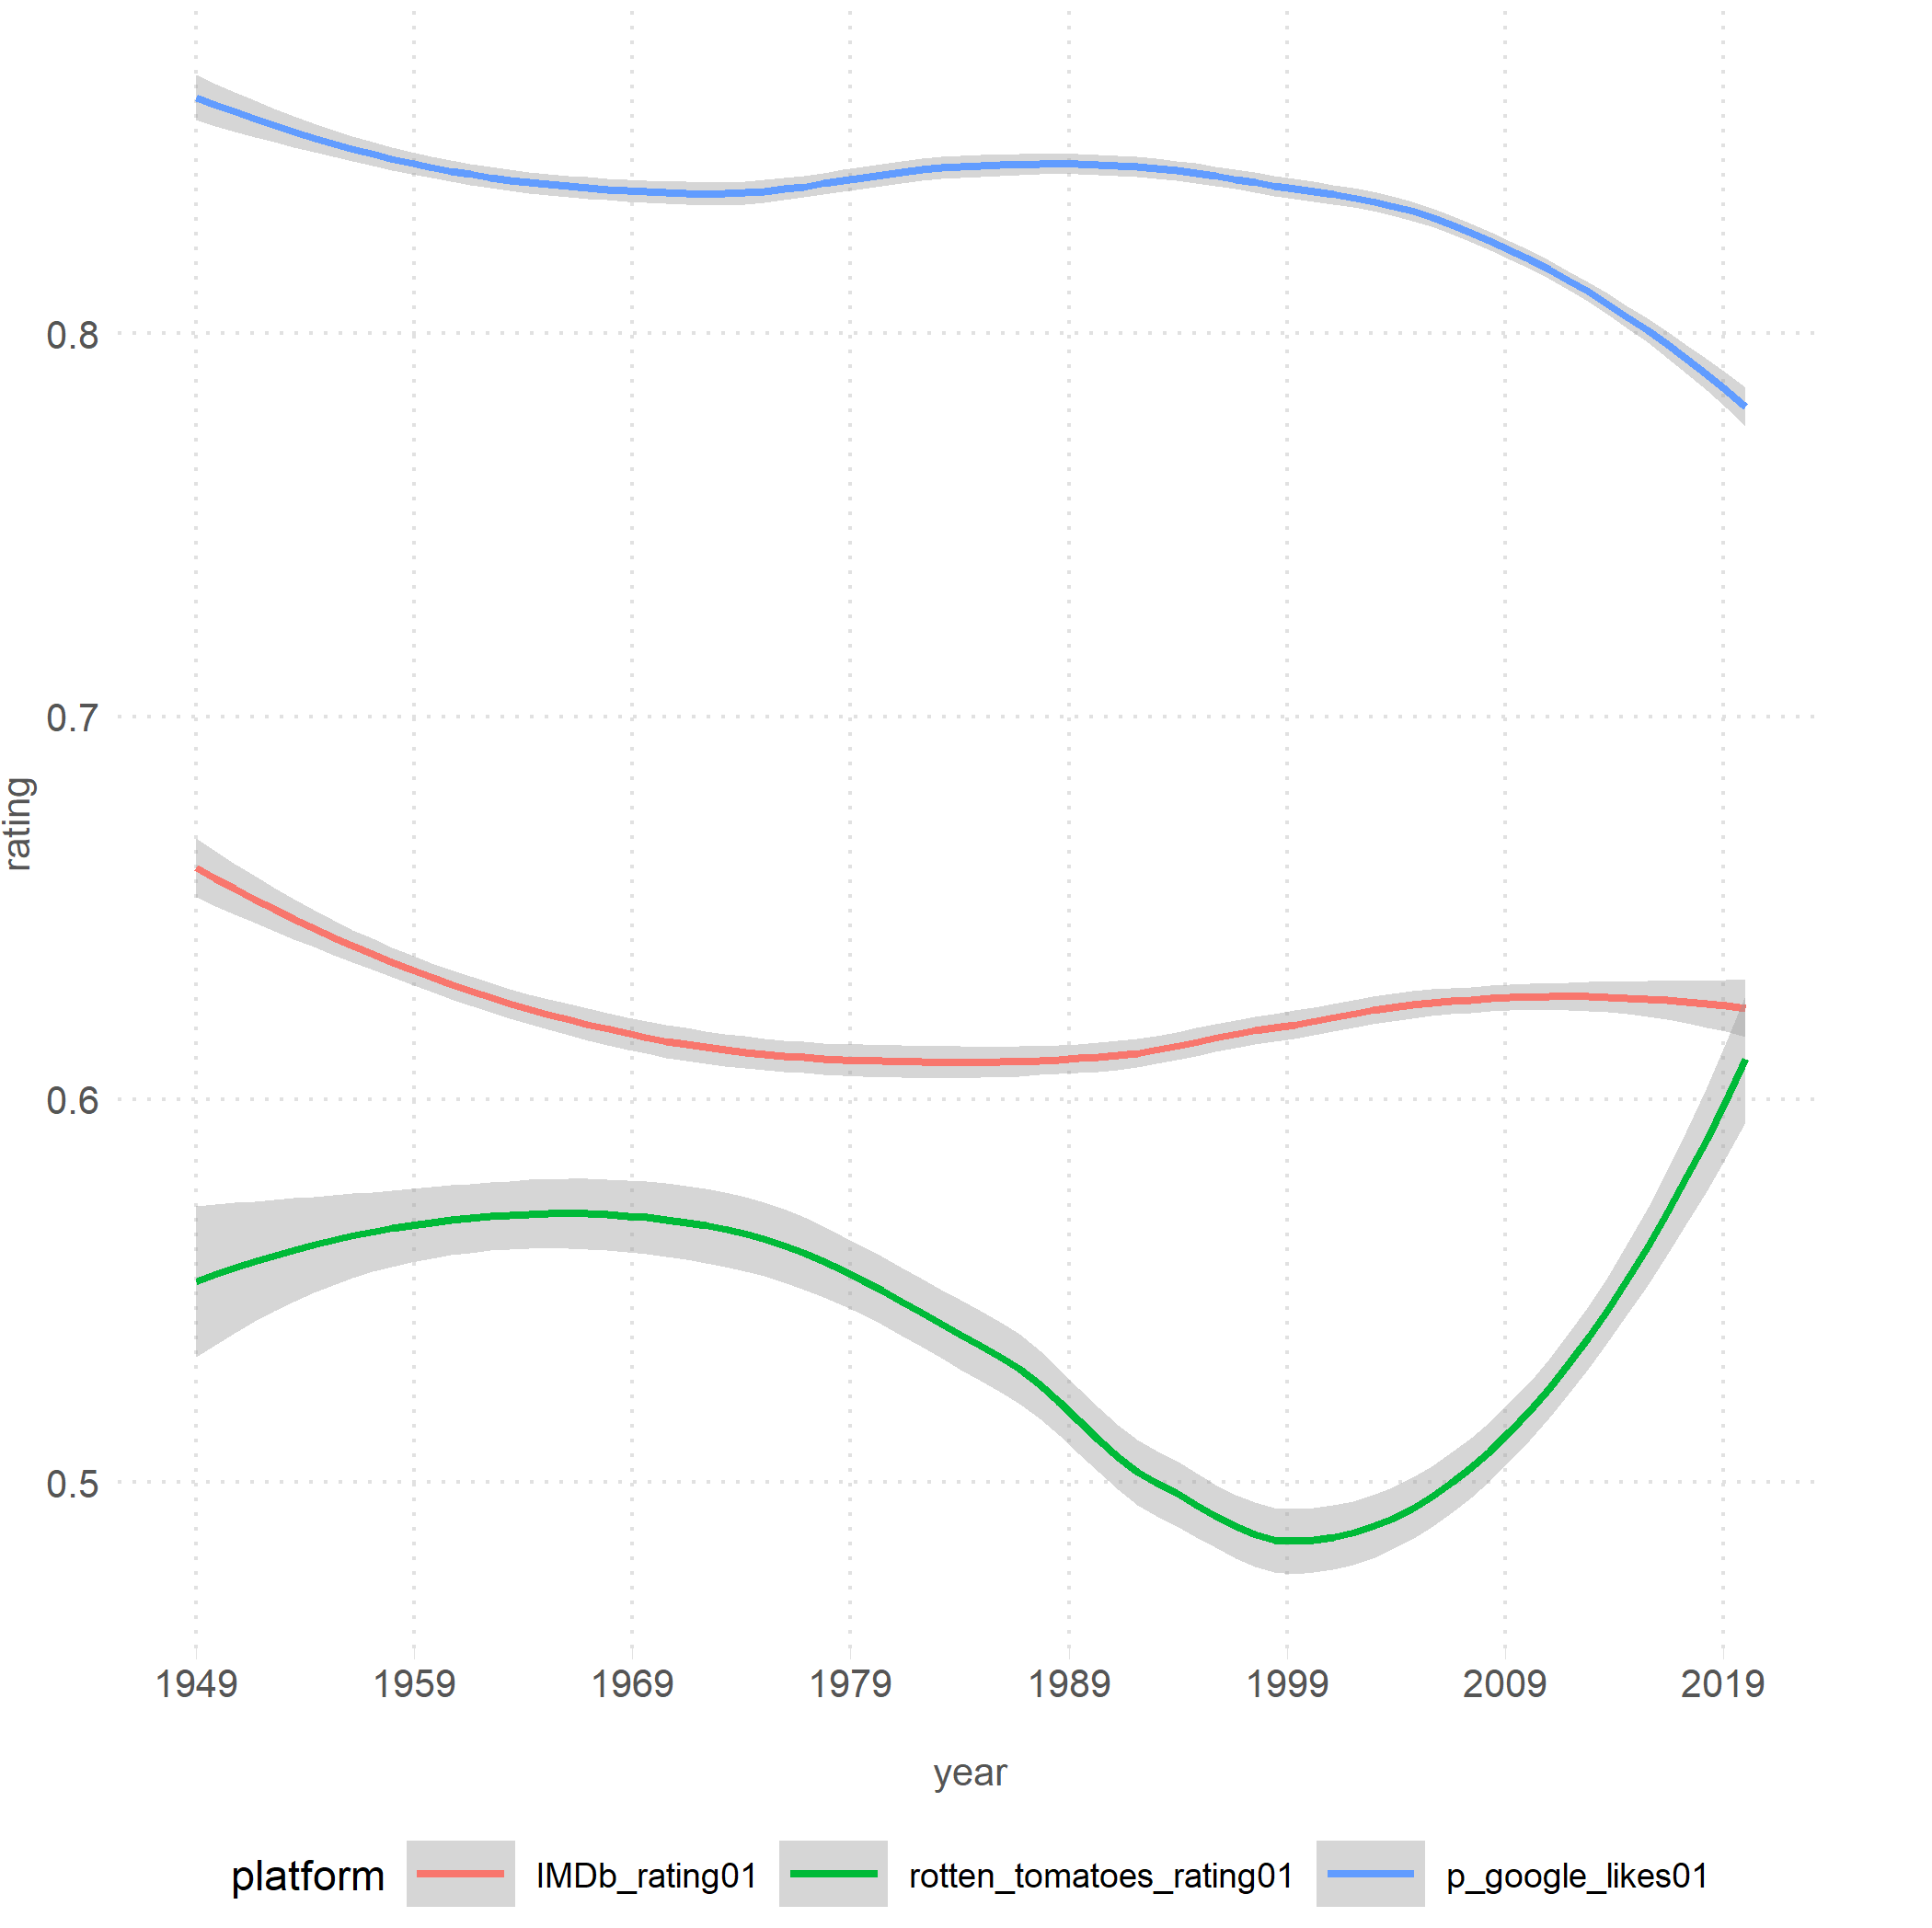 0.8
0.7
rating
0.6
0.5
1949 1959 1969 1979 1989 1999 2009 2019
year
platform IMDb_rating01 rotten_tomatoes_rating01 p_google_likes01